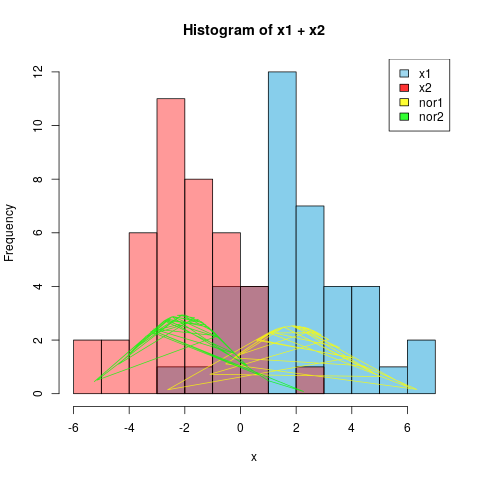 Histogram of x1 + x2
x1
x2
nor1
nor2
Frequency
12
10
8
6
4
2
0
-6 -4 -2 0 2 4 6
x